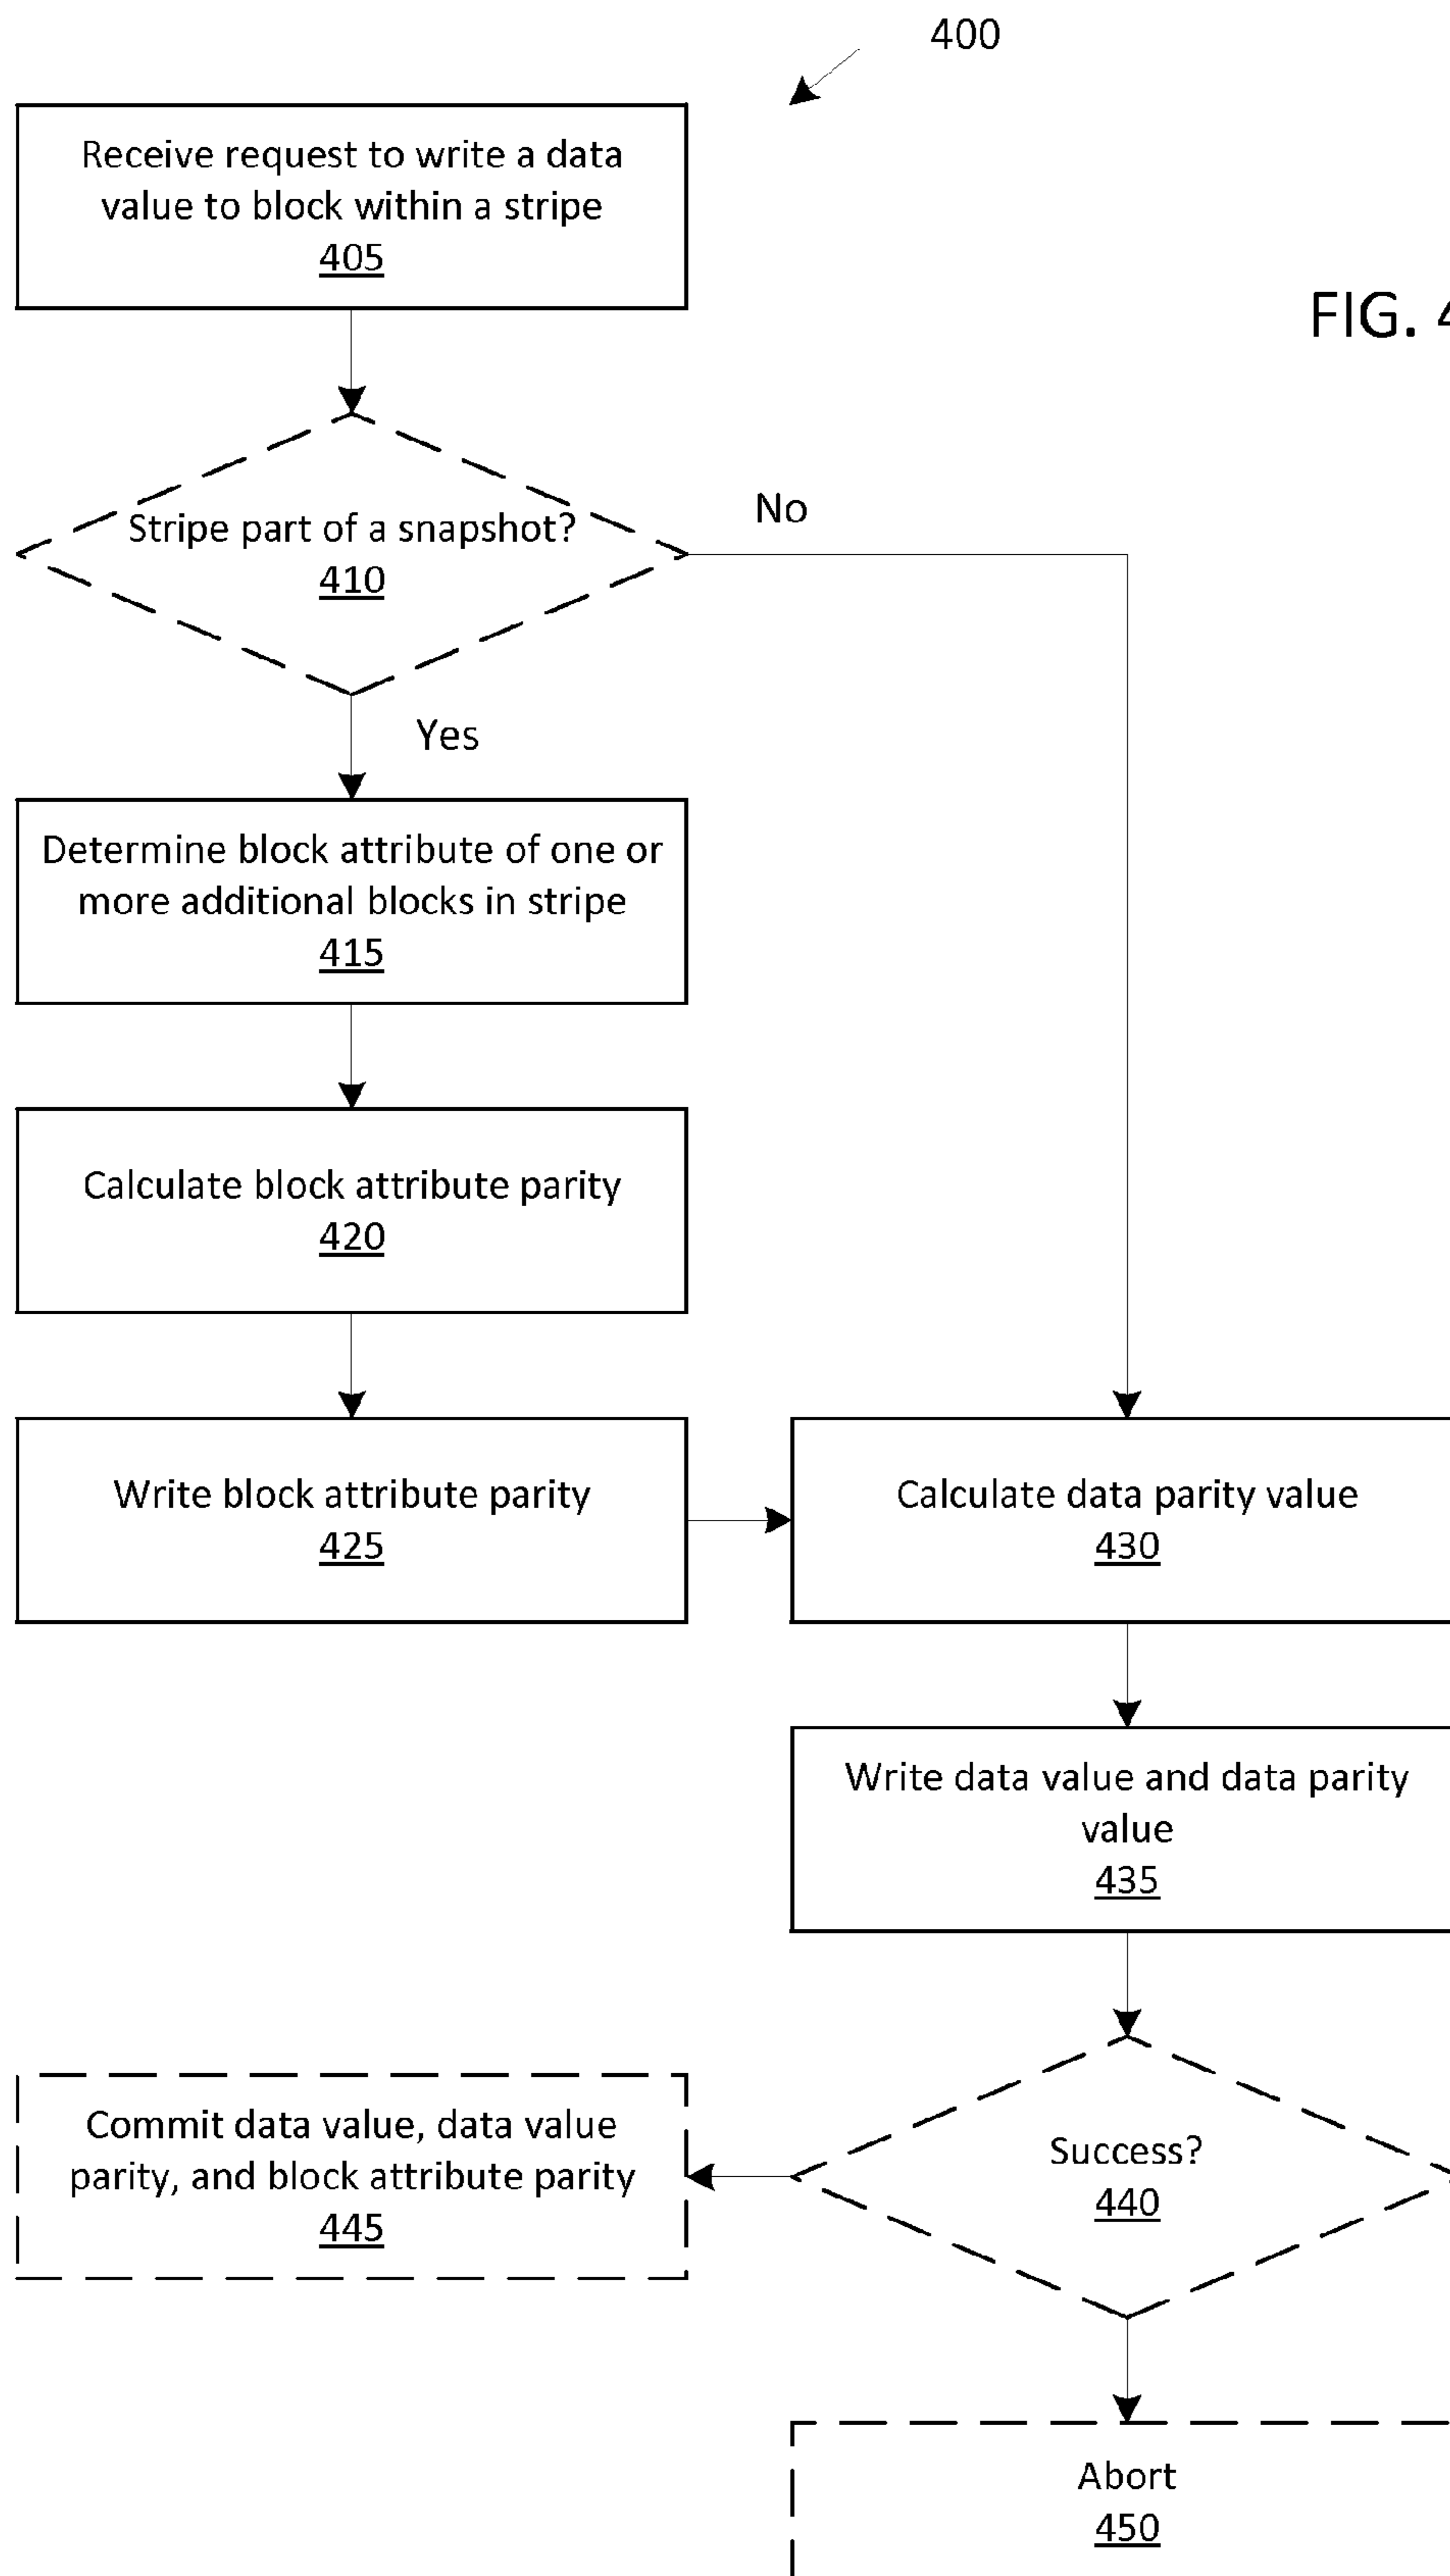 400
Receive request to write a data
value to block within a stripe
405
FIG. 4
Stripe part of a snapshot?
410
No
Yes
Determine block attribute of one or
more additional blocks in stripe
415
Calculate block attribute parity
420
Write block attribute parity
425
Calculate data parity value
430
Write data value and data parity
value
435
Success?
440
Commit data value, data value
parity, and block attribute parity
445
Abort
450